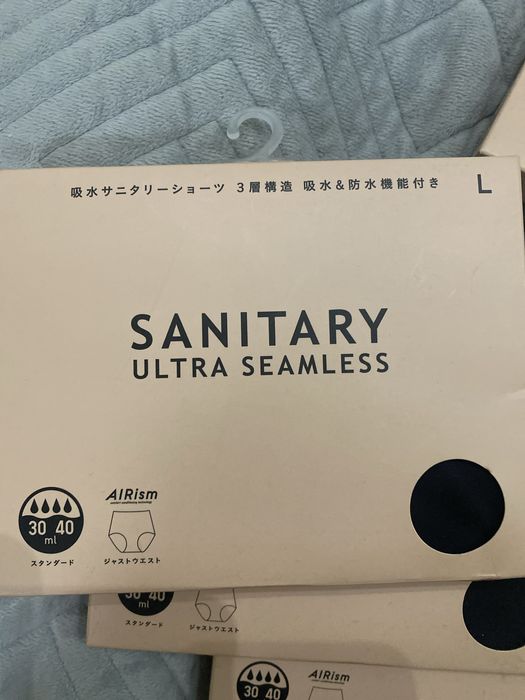 吸水サニタリーショーツ 3層構造 吸水&防水機能付き L
SANITARY
ULTRA SEAMLESS
AIRism
30 40
ml
スタンダード
ジャストウエスト
30 40
ml
スタンダード
ジャストウエスト
AIRism
30 40